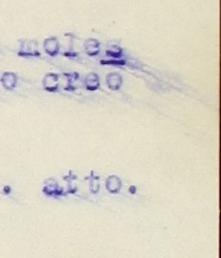 moles
o creo
. atto.